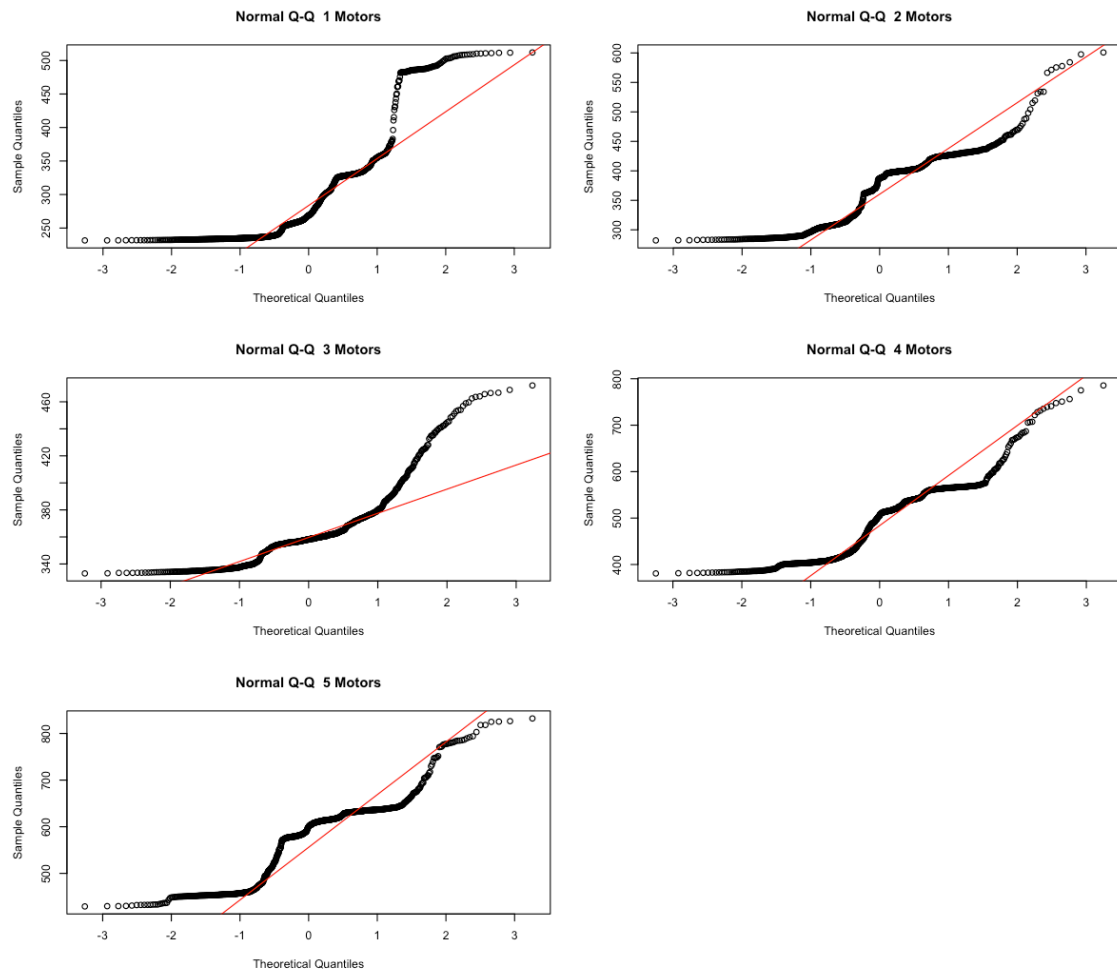 Normal Q-Q  1 Motors
Sample Quantiles
500
450
400
350
300
250
-3 -2 -1 0 1 2 3
Theoretical Quantiles
Normal Q-Q  2 Motors
Sample Quantiles
600
550
500
450
400
350
300
-3 -2 -1 0 1 2 3
Theoretical Quantiles
Normal Q-Q  3 Motors
Sample Quantiles
460
420
380
340
-3 -2 -1 0 1 2 3
Theoretical Quantiles
Normal Q-Q  4 Motors
Sample Quantiles
800
700
600
500
400
-3 -2 -1 0 1 2 3
Theoretical Quantiles
Normal Q-Q  5 Motors
Sample Quantiles
800
700
600
500
-3 -2 -1 0 1 2 3
Theoretical Quantiles